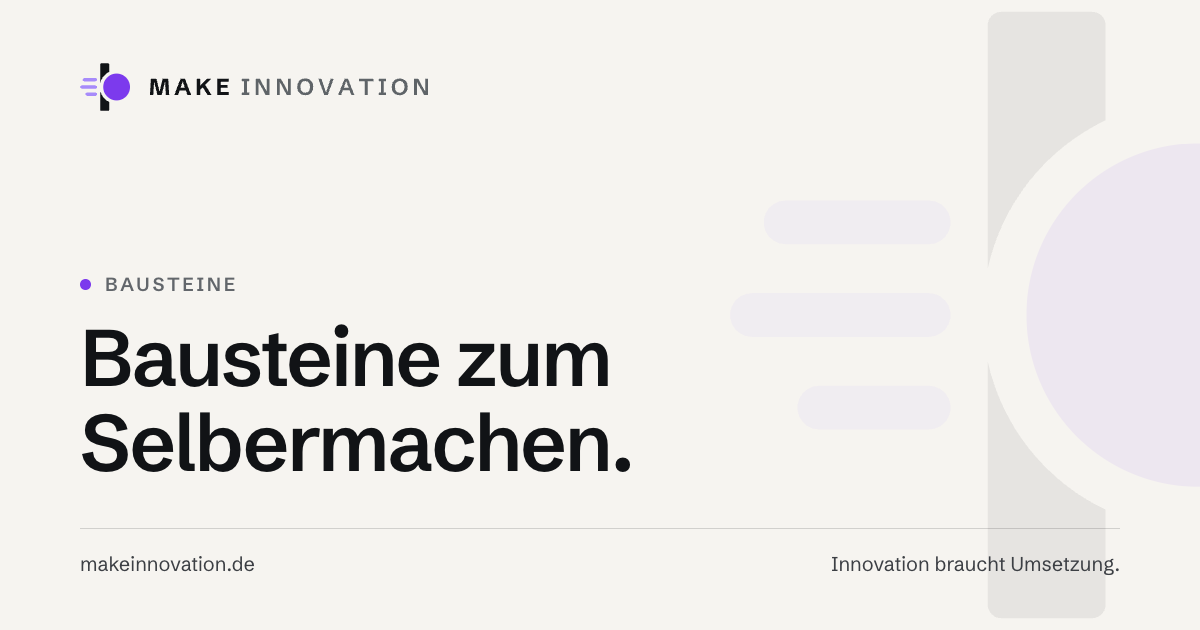 MAKE INNOVATION
BAUSTEINE
Bausteine zum
Selbermachen.
makeinnovation.de
Innovation braucht Umsetzung.